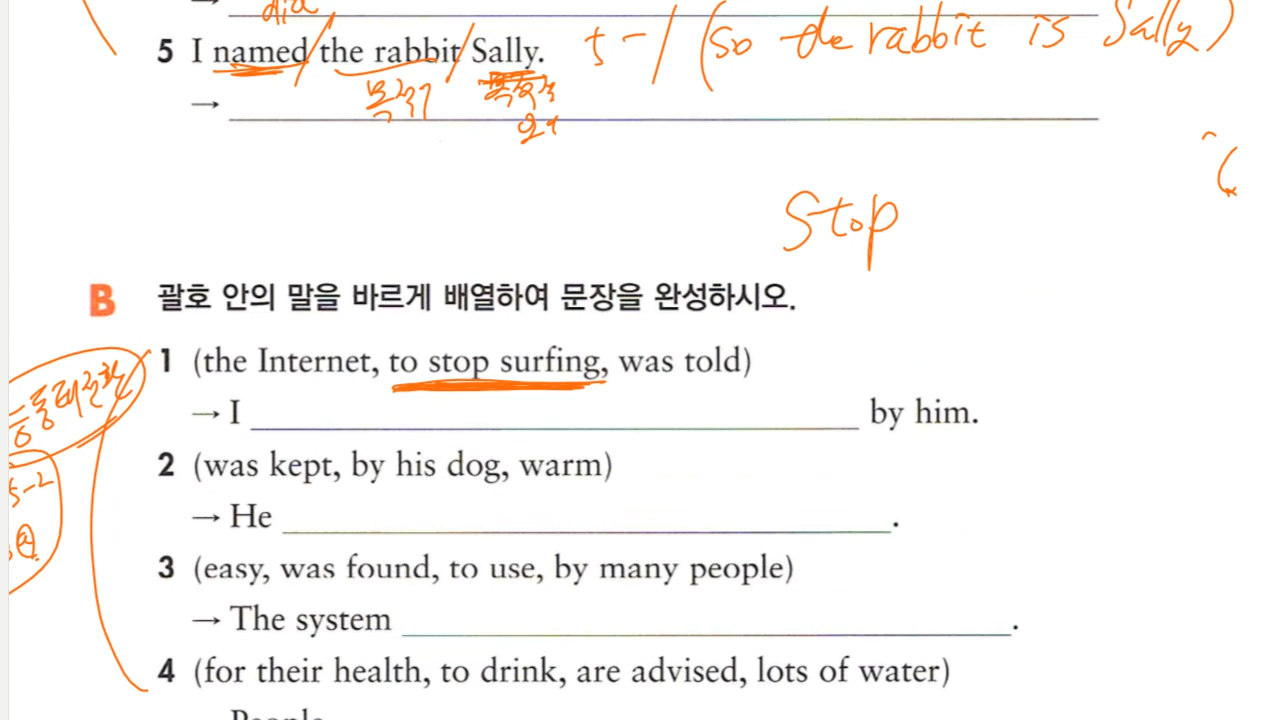 did
5 I named / the rabbit / Sally. 5-1 (so the rabbit is Sally)
→
목적어
Stop
B 괄호 안의 말을 바르게 배열하여 문장을 완성하시오.
1 (the Internet, to stop surfing, was told)
→ I by him.
2 (was kept, by his dog, warm)
5-2
→ He .
3 (easy, was found, to use, by many people)
→ The system .
4 (for their health, to drink, are advised, lots of water)
People